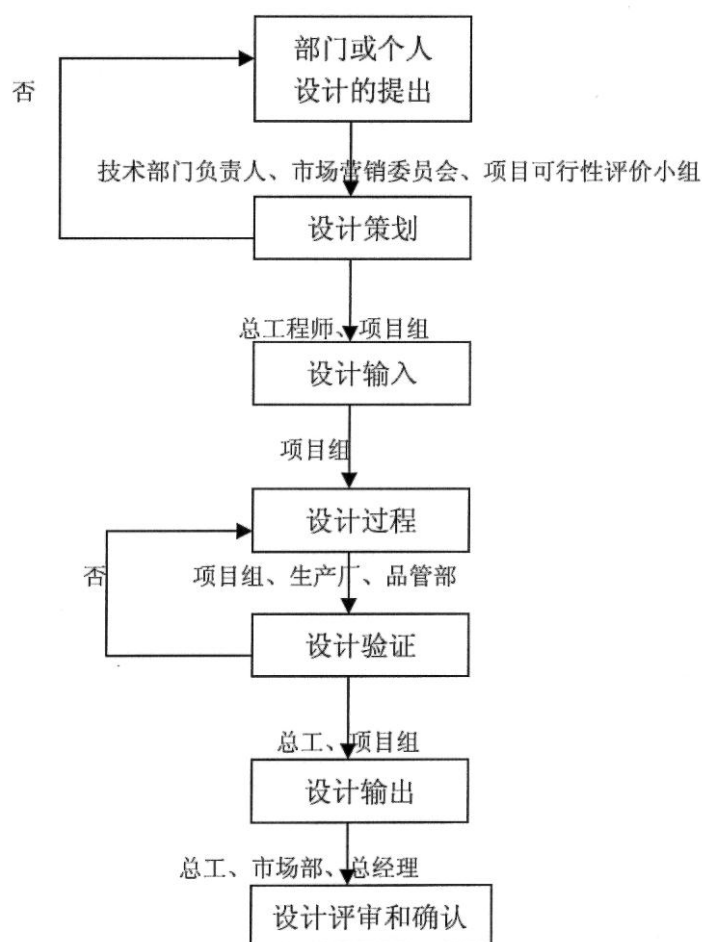 部门或个人
设计的提出
否
技术部门负责人、市场营销委员会、项目可行性评价小组
设计策划
总工程师、项目组
设计输入
项目组
设计过程
否
项目组、生产厂、品管部
设计验证
总工、项目组
设计输出
总工、市场部、总经理
设计评审和确认